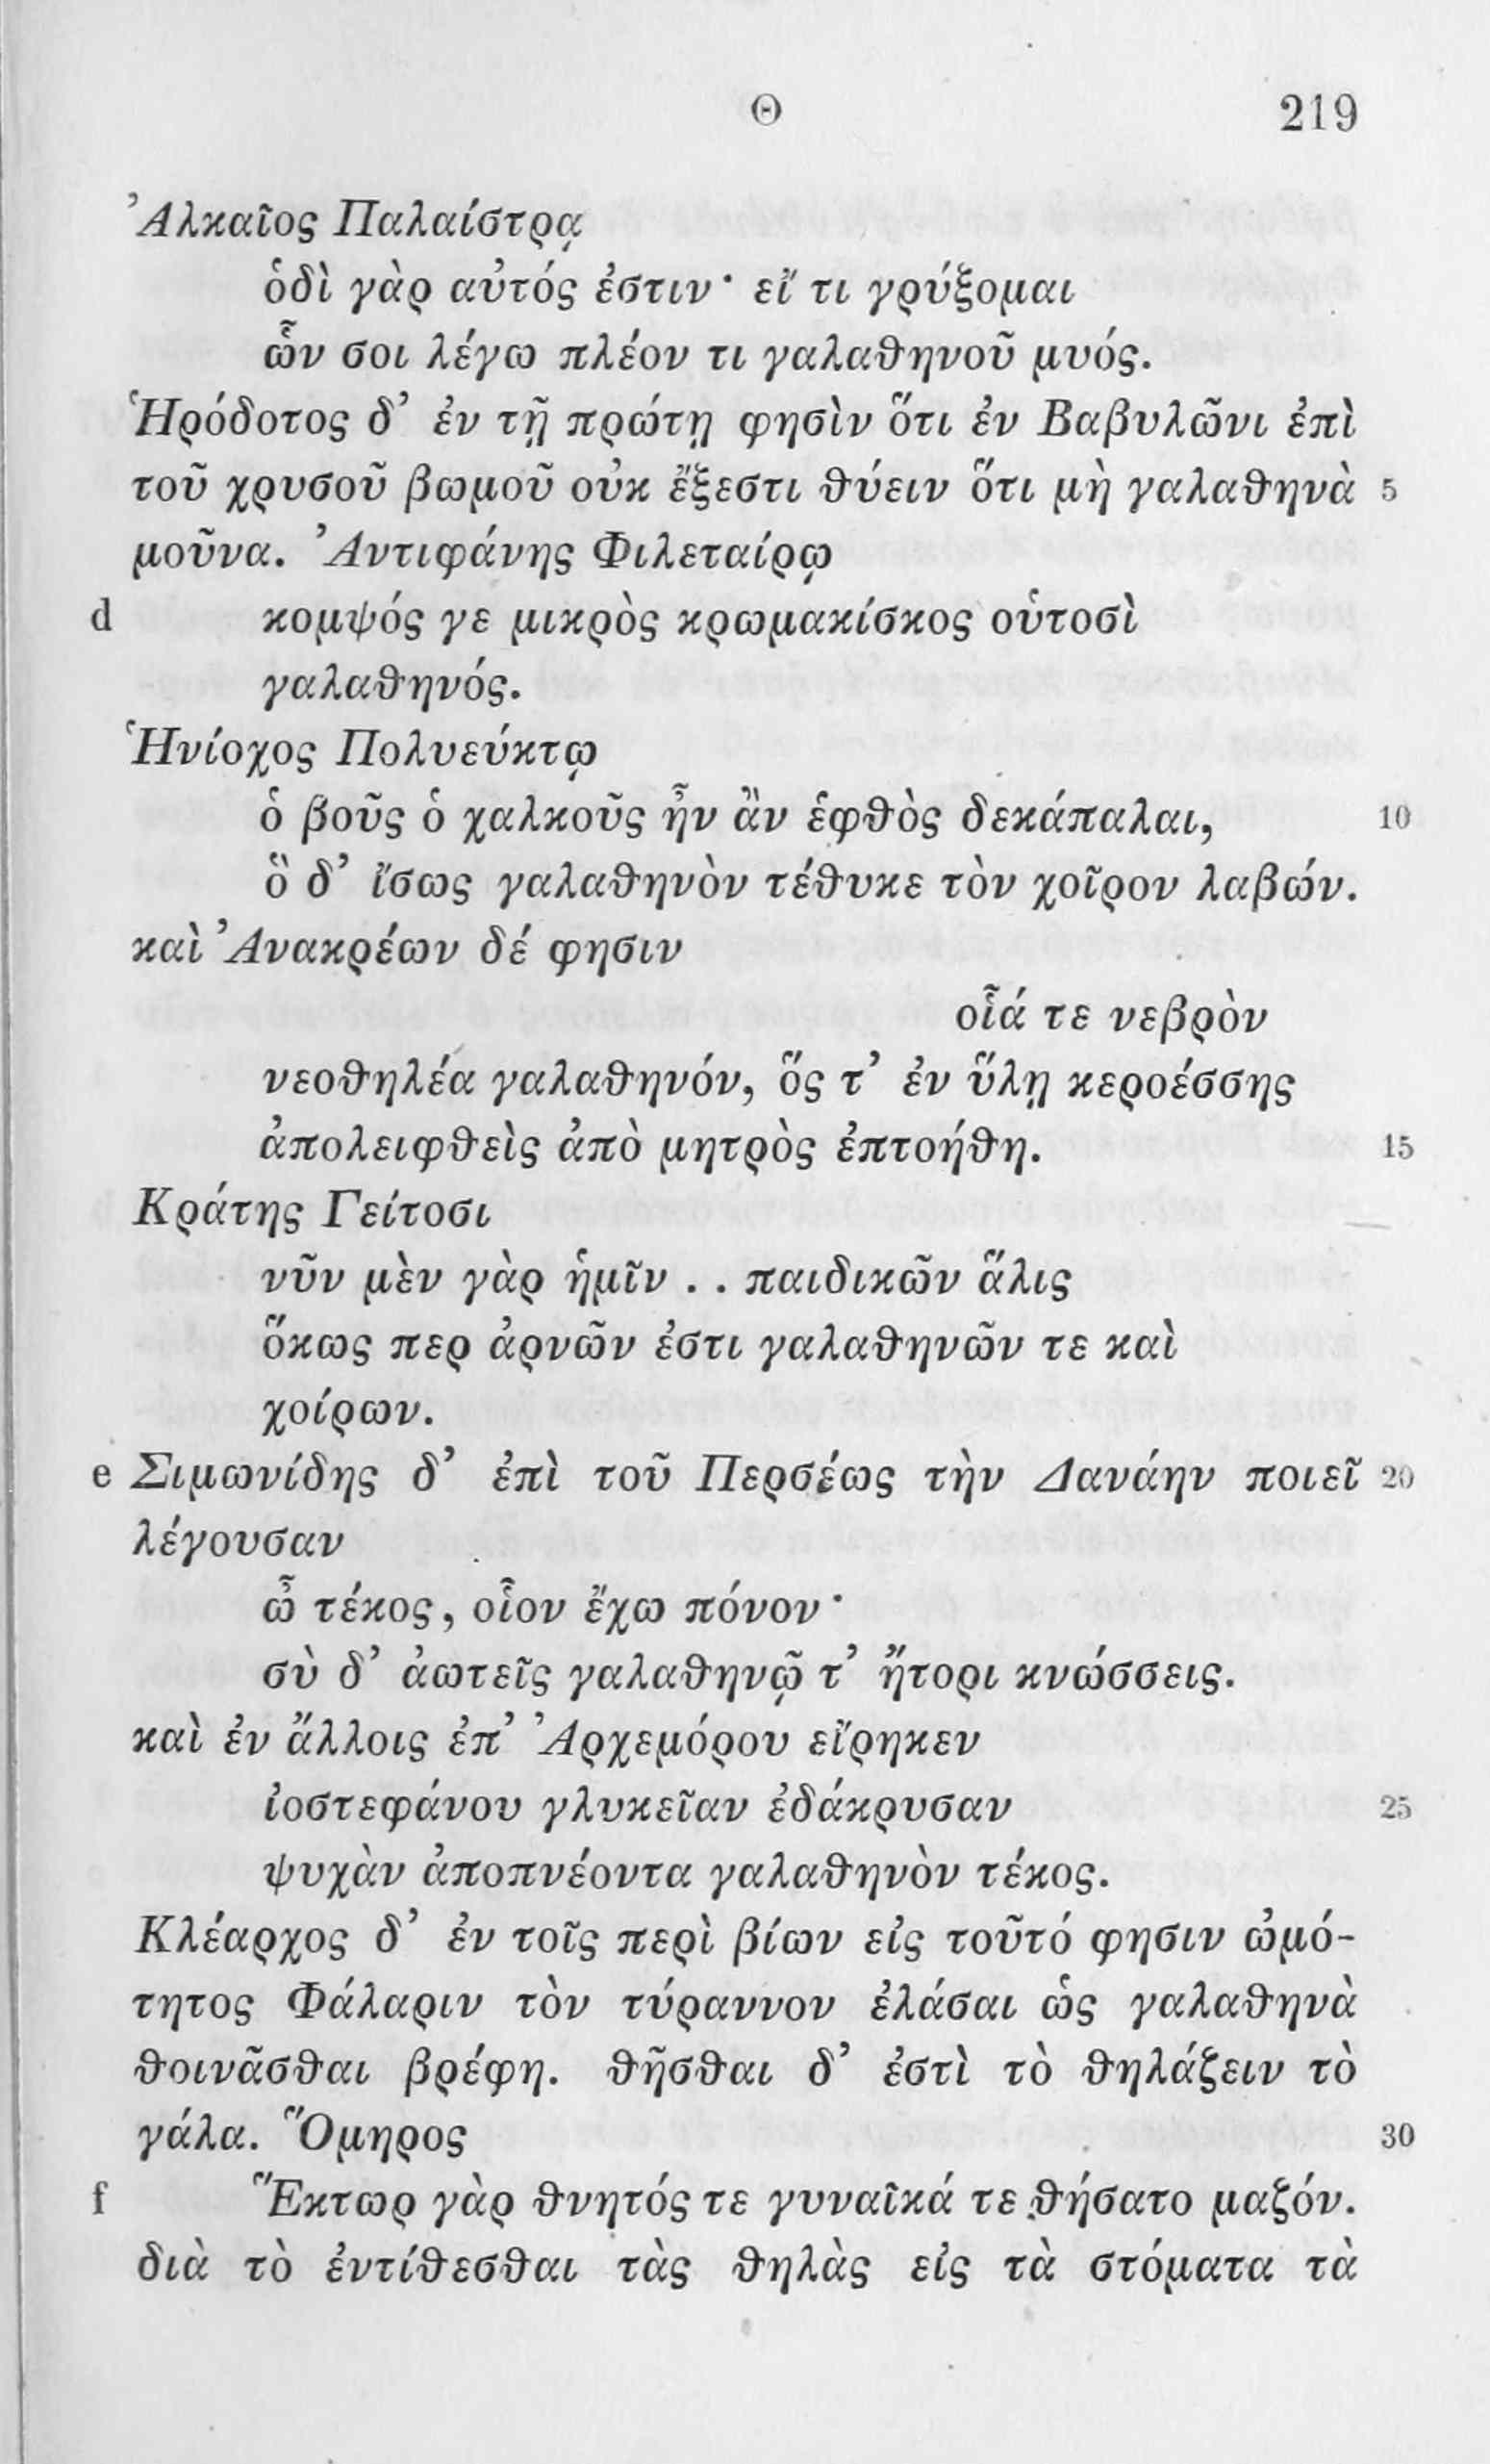 Θ 219
Ἀλκαῖος Παλαίστρᾳ
ὁδὶ γὰρ αὐτός ἐστιν· εἴ τι γρύξομαι
ὧν σοι λέγω πλέον τι γαλαθηνοῦ μυός.
Ἡρόδοτος δ’ ἐν τῇ πρώτῃ φησὶν ὅτι ἐν Βαβυλῶνι ἐπὶ
τοῦ χρυσοῦ βωμοῦ οὐκ ἔξεστι θύειν ὅτι μὴ γαλαθηνὰ 5
μοῦνα. Ἀντιφάνης Φιλεταίρῳ
d κομψός γε μικρὸς κρωμακίσκος οὑτοσὶ
γαλαθηνός.
Ἡνίοχος Πολυεύκτῳ
ὁ βοῦς ὁ χαλκοῦς ἦν ἂν ἑφθὸς δεκάπαλαι, 10
ὃ δ’ ἴσως γαλαθηνὸν τέθυκε τὸν χοῖρον λαβών.
καὶ Ἀνακρέων δέ φησιν
οἷά τε νεβρὸν
νεοθηλέα γαλαθηνόν, ὅς τ’ ἐν ὕλῃ κεροέσσης
ἀπολειφθεὶς ἀπὸ μητρὸς ἐπτοήθη. 15
Κράτης Γείτοσι
νῦν μὲν γὰρ ἡμῖν . . παιδικῶν ἅλις
ὅκως περ ἀρνῶν ἐστι γαλαθηνῶν τε καὶ
χοίρων.
e Σιμωνίδης δ’ ἐπὶ τοῦ Περσέως τὴν Δανάην ποιεῖ 20
λέγουσαν
ὦ τέκος, οἷον ἔχω πόνον·
σὺ δ’ ἀωτεῖς γαλαθηνῷ τ’ ἤτορι κνώσσεις.
καὶ ἐν ἄλλοις ἐπ’ Ἀρχεμόρου εἴρηκεν
ἰοστεφάνου γλυκεῖαν ἐδάκρυσαν 25
ψυχὰν ἀποπνέοντα γαλαθηνὸν τέκος.
Κλέαρχος δ’ ἐν τοῖς περὶ βίων εἰς τοῦτό φησιν ὠμό-
τητος Φάλαριν τὸν τύραννον ἐλάσαι ὡς γαλαθηνὰ
θοινᾶσθαι βρέφη. θῆσθαι δ’ ἐστὶ τὸ θηλάζειν τὸ
γάλα. Ὅμηρος 30
f Ἕκτωρ γὰρ θνητός τε γυναῖκά τε θήσατο μαζόν.
διὰ τὸ ἐντίθεσθαι τὰς θηλὰς εἰς τὰ στόματα τὰ